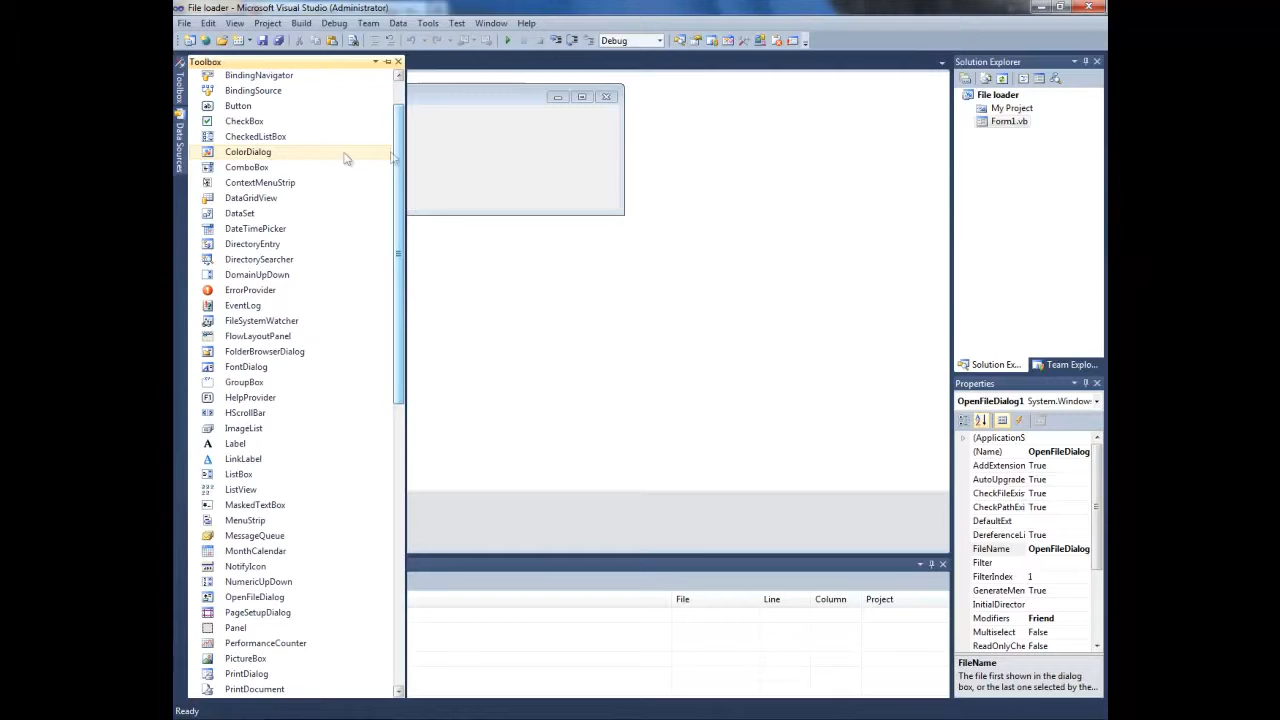 File loader - Microsoft Visual Studio (Administrator)
File Edit View Project Build Debug Team Data Tools Test Window Help
Debug
Toolbox
Toolbox
Data Sources
BindingNavigator
BindingSource
Button
CheckBox
CheckedListBox
ColorDialog
ComboBox
ContextMenuStrip
DataGridView
DataSet
DateTimePicker
DirectoryEntry
DirectorySearcher
DomainUpDown
ErrorProvider
EventLog
FileSystemWatcher
FlowLayoutPanel
FolderBrowserDialog
FontDialog
GroupBox
HelpProvider
HScrollBar
ImageList
Label
LinkLabel
ListBox
ListView
MaskedTextBox
MenuStrip
MessageQueue
MonthCalendar
NotifyIcon
NumericUpDown
OpenFileDialog
PageSetupDialog
Panel
PerformanceCounter
PictureBox
PrintDialog
PrintDocument
File Line Column Project
Solution Explorer
File loader
My Project
Form1.vb
Solution Ex... Team Explo...
Properties
OpenFileDialog1 System.Window
(ApplicationS
(Name) OpenFileDialog
AddExtension True
AutoUpgrade True
CheckFileExis True
CheckPathExi True
DefaultExt
DereferenceLi True
FileName OpenFileDialog
Filter
FilterIndex 1
GenerateMen True
InitialDirector
Modifiers Friend
Multiselect False
ReadOnlyChe False
FileName
The file first shown in the dialog
box, or the last one selected by the...
Ready